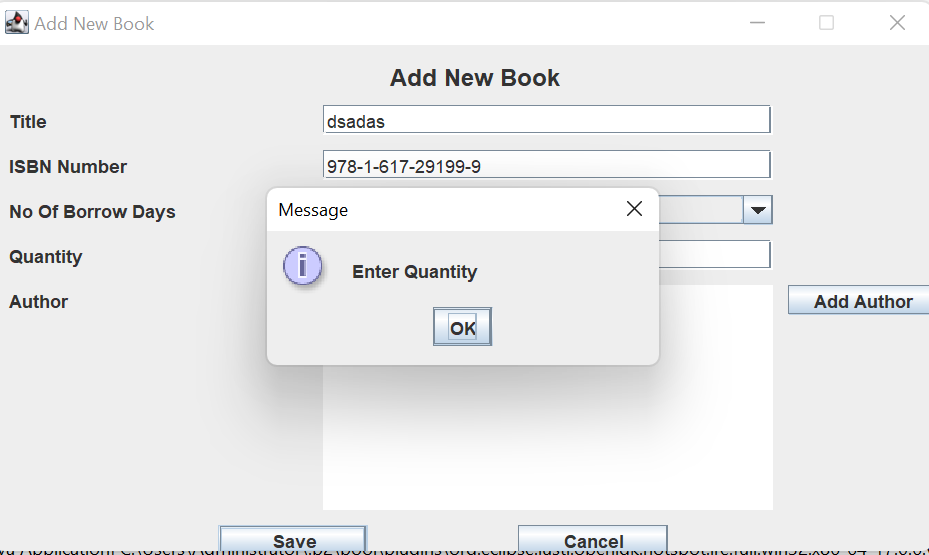 Add New Book
Add New Book
Title
dsadas
ISBN Number
978-1-617-29199-9
No Of Borrow Days
Message
Quantity
Enter Quantity
Author
Add Author
OK
Save
Cancel